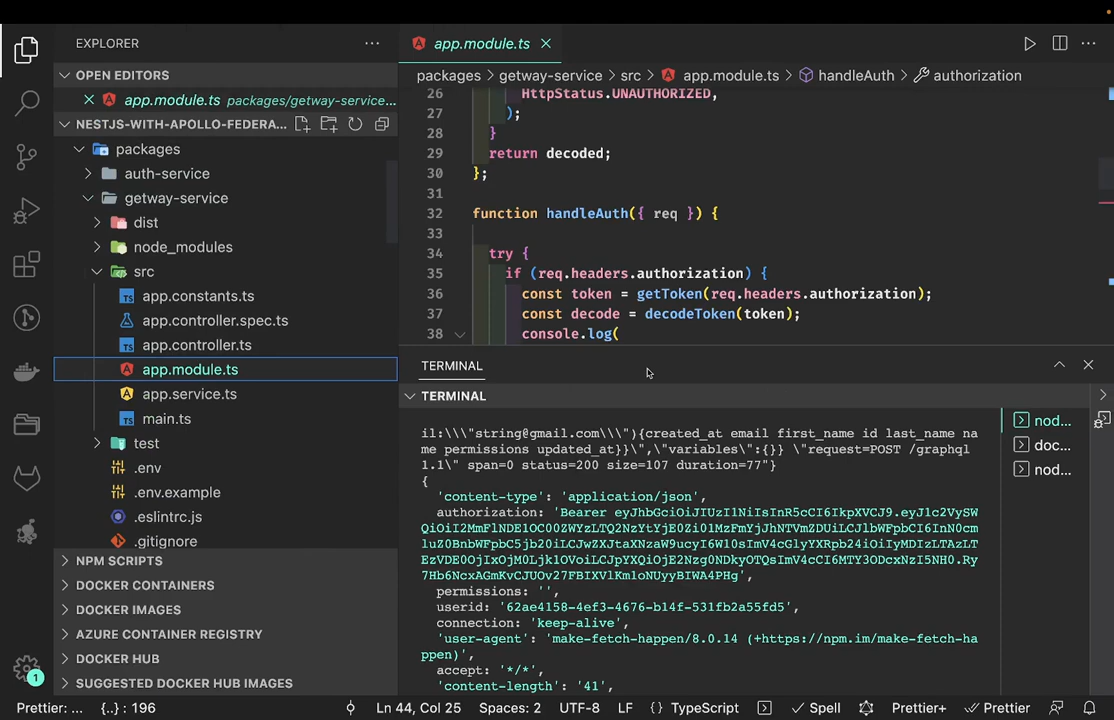 EXPLORER
OPEN EDITORS
app.module.ts packages/getway-service...
NESTJS-WITH-APOLLO-FEDERA...
packages
auth-service
getway-service
dist
node_modules
src
app.constants.ts
app.controller.spec.ts
app.controller.ts
app.module.ts
app.service.ts
main.ts
test
.env
.env.example
.eslintrc.js
.gitignore
NPM SCRIPTS
DOCKER CONTAINERS
DOCKER IMAGES
AZURE CONTAINER REGISTRY
DOCKER HUB
SUGGESTED DOCKER HUB IMAGES
1
app.module.ts
packages > getway-service > src > app.module.ts > handleAuth > authorization
26 HttpStatus.UNAUTHORIZED,
27 );
28 }
29 return decoded;
30 };
31
32 function handleAuth({ req }) {
33
34 try {
35 if (req.headers.authorization) {
36 const token = getToken(req.headers.authorization);
37 const decode = decodeToken(token);
38 console.log(
TERMINAL
TERMINAL
il:\\\"string@gmail.com\\\"){created_at email first_name id last_name na
me permissions updated_at}}\",\"variables\":{}} \"request=POST /graphql
1.1\" span=0 status=200 size=107 duration=77"}
{
'content-type': 'application/json',
authorization: 'Bearer eyJhbGciOiJIUzI1NiIsInR5cCI6IkpXVCJ9.eyJ1c2VySW
'',
permissions: '',
userid: '62ae4158-4ef3-4676-b14f-531fb2a55fd5',
connection: 'keep-alive',
'user-agent': 'make-fetch-happen/8.0.14 (+https://npm.im/make-fetch-ha
ppen)',
accept: '*/*',
'content-length': '41',
nod...
doc...
nod...
Prettier: ... {..} : 196 Ln 44, Col 25 Spaces: 2 UTF-8 LF {} TypeScript Spell Prettier+ Prettier